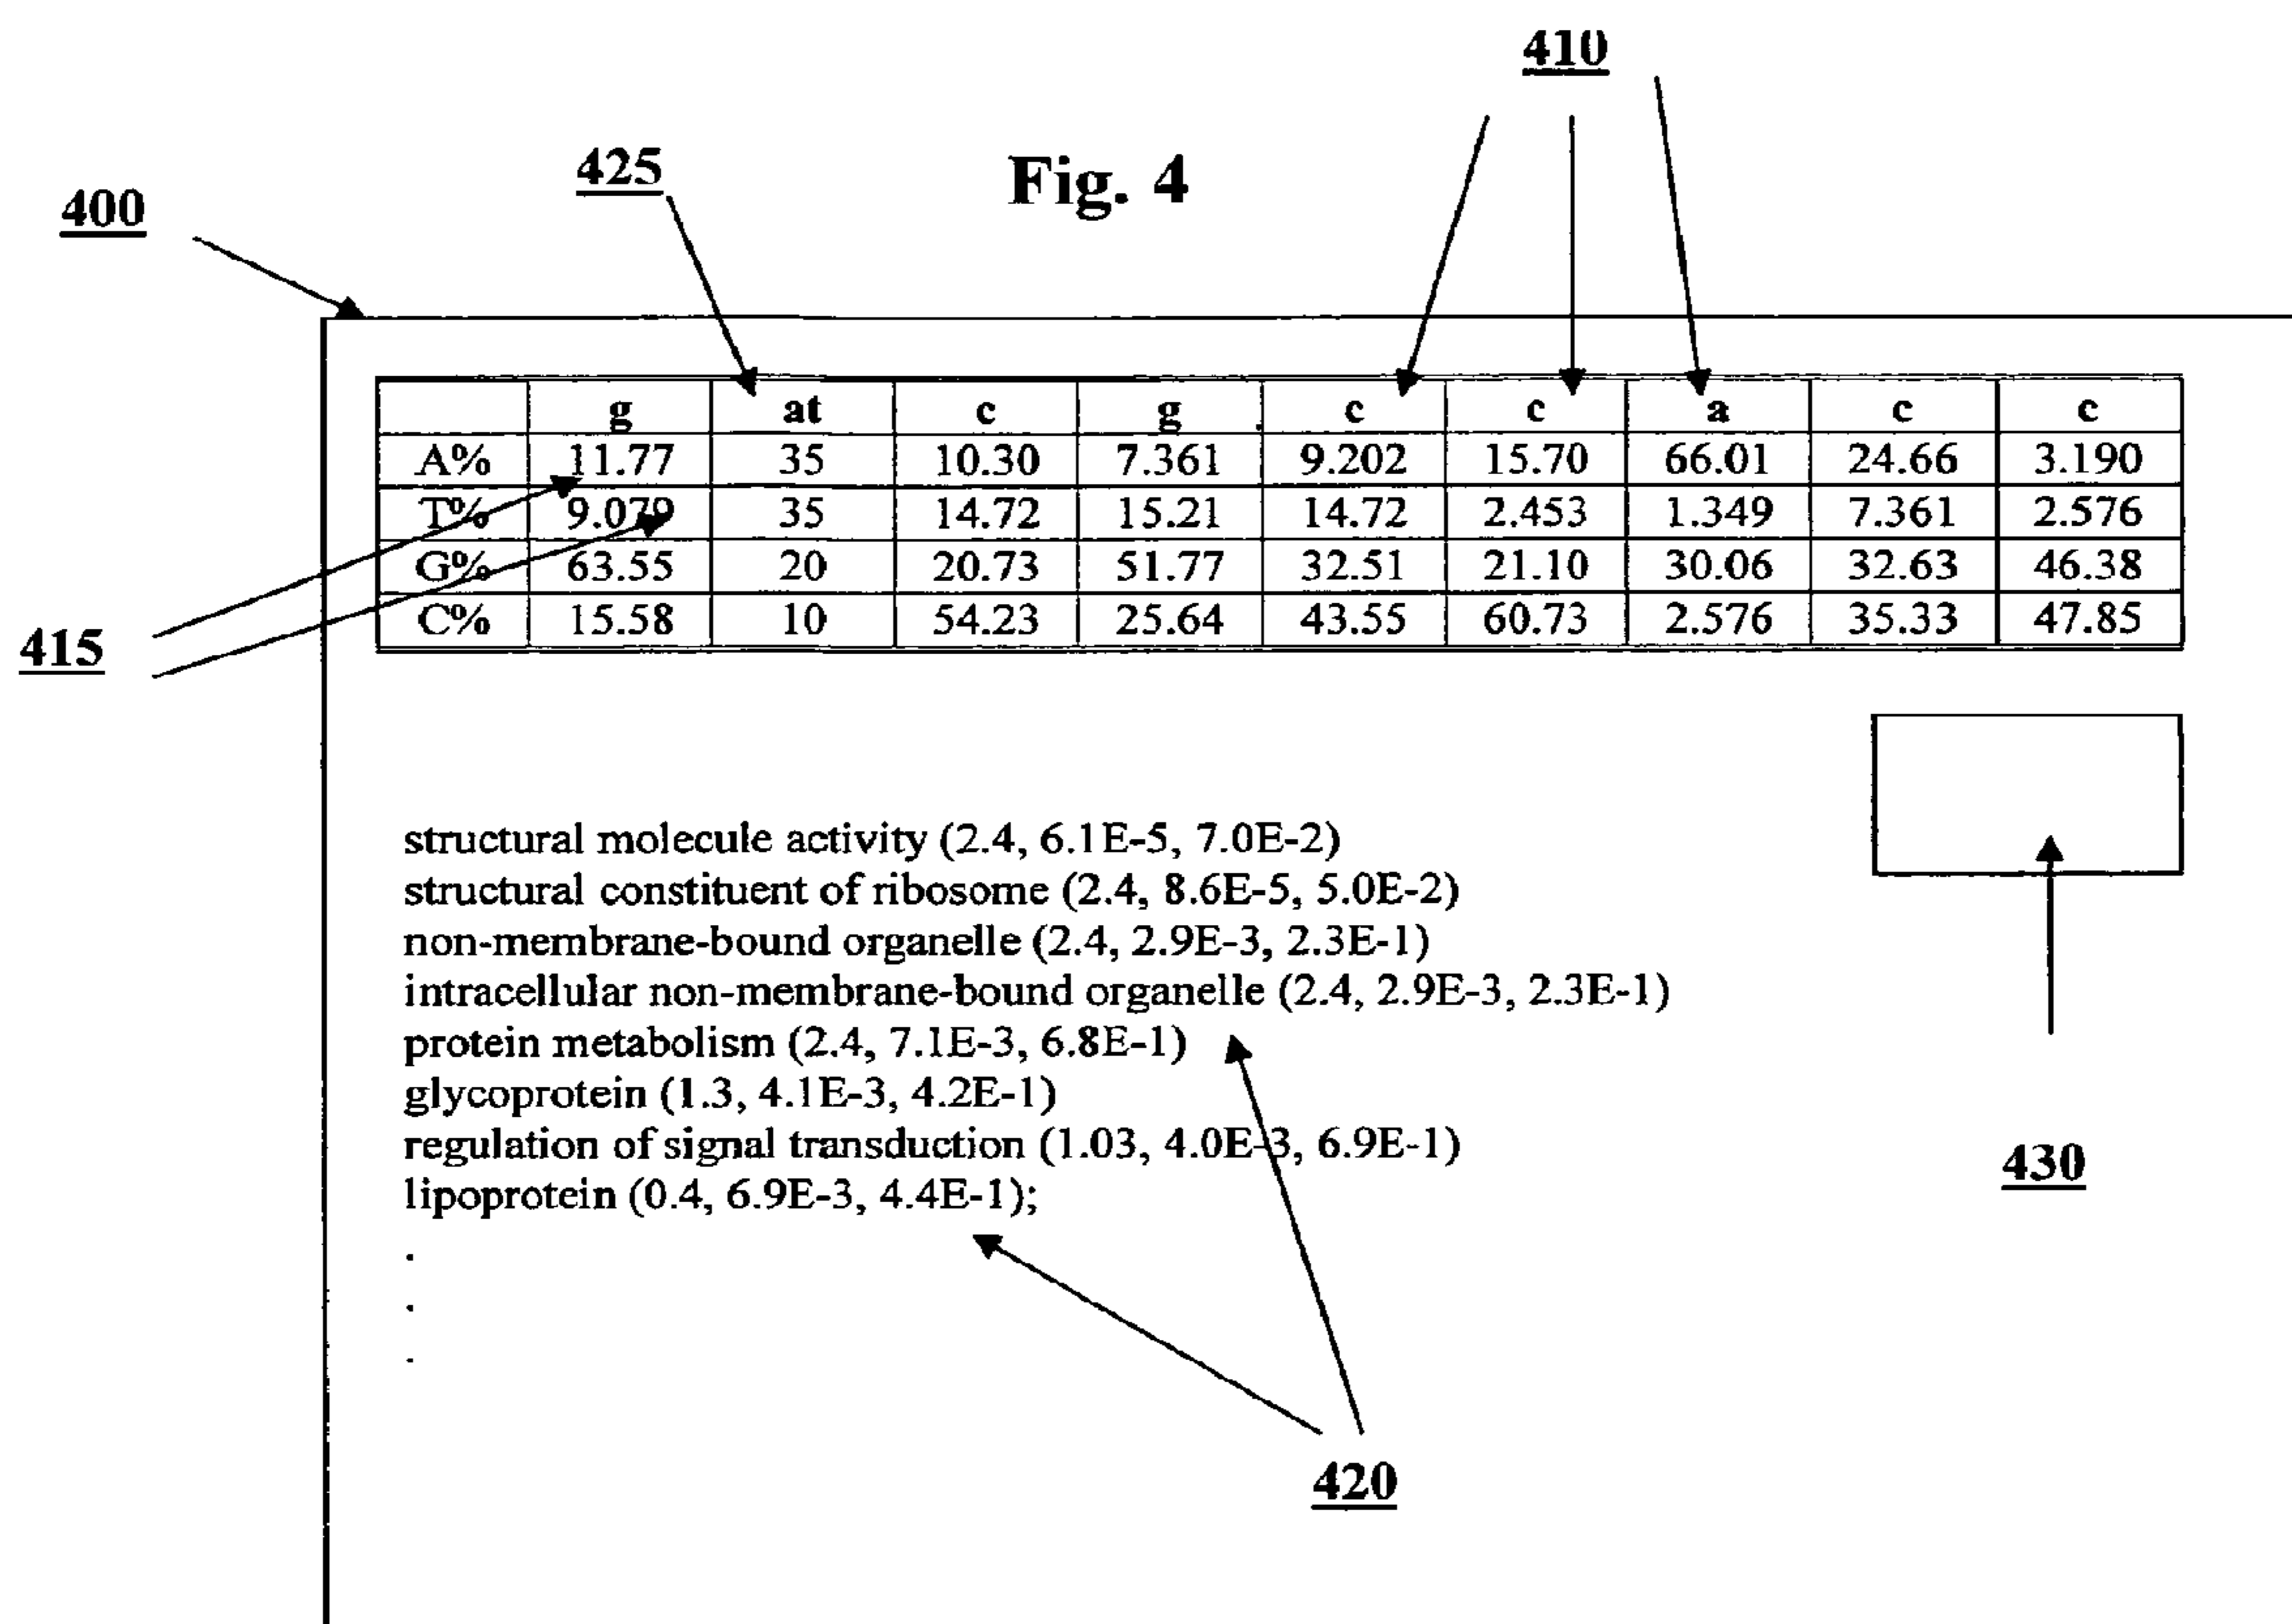 410
425
Fig. 4
400
g at c g c c a c c
A% 11.77 35 10.30 7.361 9.202 15.70 66.01 24.66 3.190
T% 9.079 35 14.72 15.21 14.72 2.453 1.349 7.361 2.576
G% 63.55 20 20.73 51.77 32.51 21.10 30.06 32.63 46.38
C% 15.58 10 54.23 25.64 43.55 60.73 2.576 35.33 47.85
415
structural molecule activity (2.4, 6.1E-5, 7.0E-2)
structural constituent of ribosome (2.4, 8.6E-5, 5.0E-2)
non-membrane-bound organelle (2.4, 2.9E-3, 2.3E-1)
intracellular non-membrane-bound organelle (2.4, 2.9E-3, 2.3E-1)
protein metabolism (2.4, 7.1E-3, 6.8E-1)
glycoprotein (1.3, 4.1E-3, 4.2E-1)
regulation of signal transduction (1.03, 4.0E-3, 6.9E-1)
lipoprotein (0.4, 6.9E-3, 4.4E-1);
.
.
.
430
420